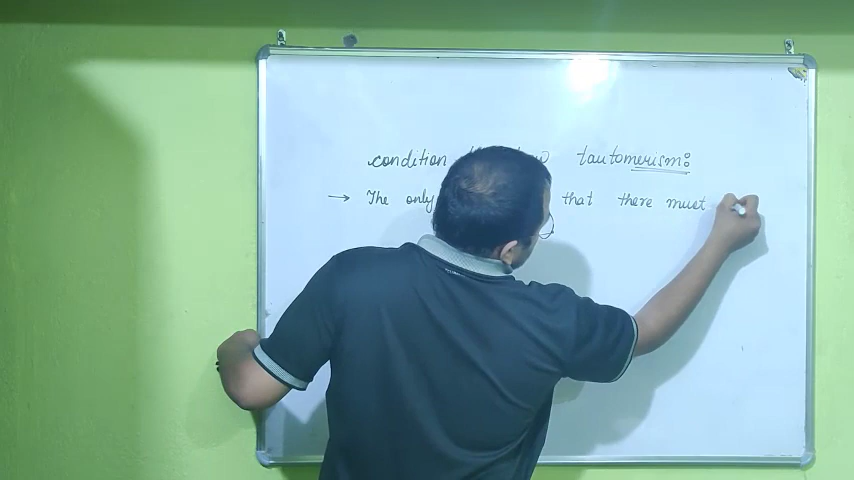 condition tautomerism:
→ The only that there must